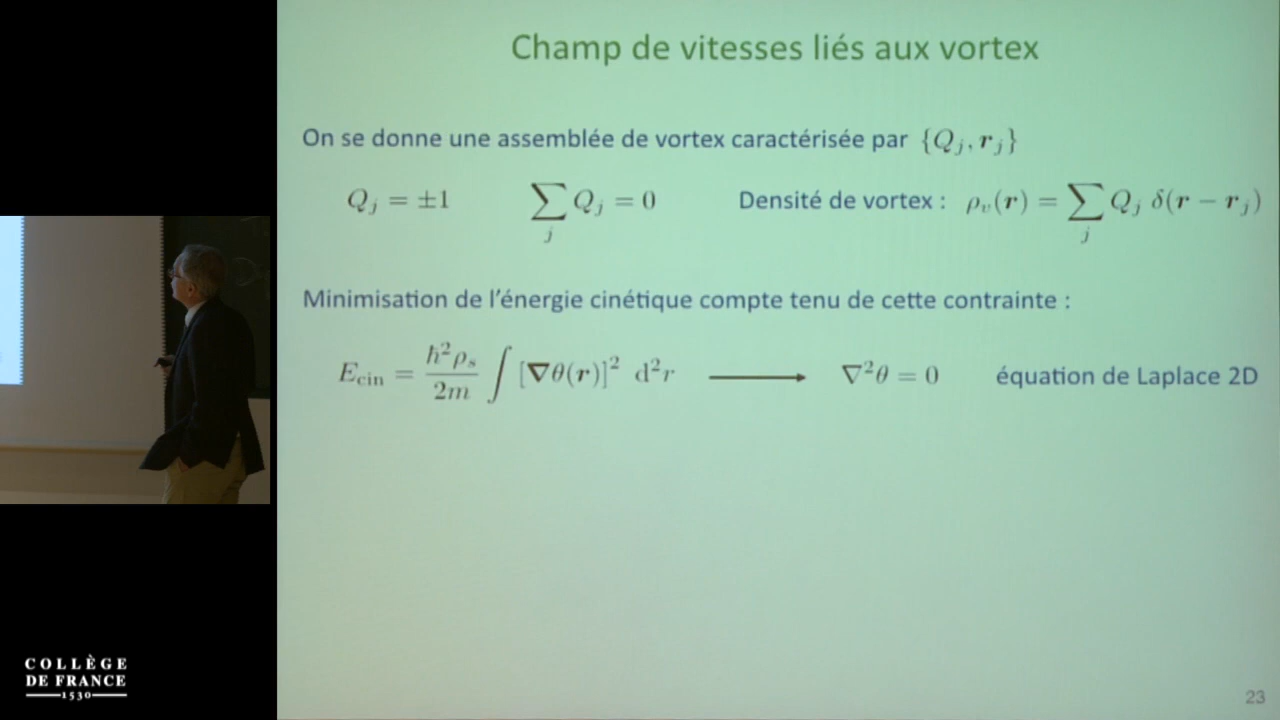 Champ de vitesses liés aux vortex
On se donne une assemblée de vortex caractérisée par {Q_j, r_j}
Q_j = ±1 ∑_j Q_j = 0 Densité de vortex : ρ_v(r) = ∑_j Q_j δ(r − r_j)
Minimisation de l'énergie cinétique compte tenu de cette contrainte :
E_cin = ħ²ρ_s/2m ∫ [∇θ(r)]² d²r ⟶ ∇²θ = 0 équation de Laplace 2D
COLLÈGE
DE FRANCE
1530
23